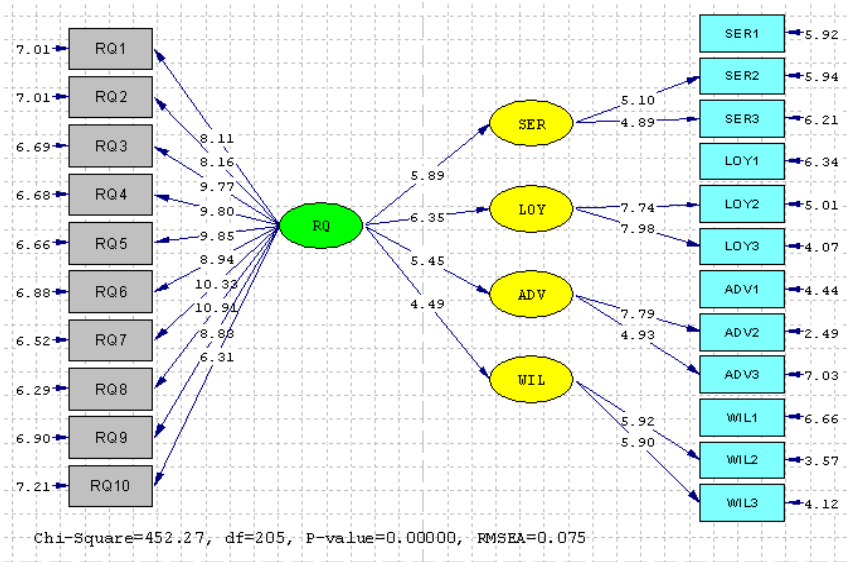 7.01 RQ1
7.01 RQ2
6.69 RQ3
6.68 RQ4
6.66 RQ5
6.88 RQ6
6.52 RQ7
6.29 RQ8
6.90 RQ9
7.21 RQ10
8.11
8.16
9.77
9.80
9.85
8.94
10.33
10.91
8.83
6.31
RQ
5.89
6.35
5.45
4.49
SER
LOY
ADV
WIL
5.10
4.89
7.74
7.98
7.79
4.93
5.92
5.90
SER1 5.92
SER2 5.94
SER3 6.21
LOY1 6.34
LOY2 5.01
LOY3 4.07
ADV1 4.44
ADV2 2.49
ADV3 7.03
WIL1 6.66
WIL2 3.57
WIL3 4.12
Chi-Square=452.27, df=205, P-value=0.00000, RMSEA=0.075